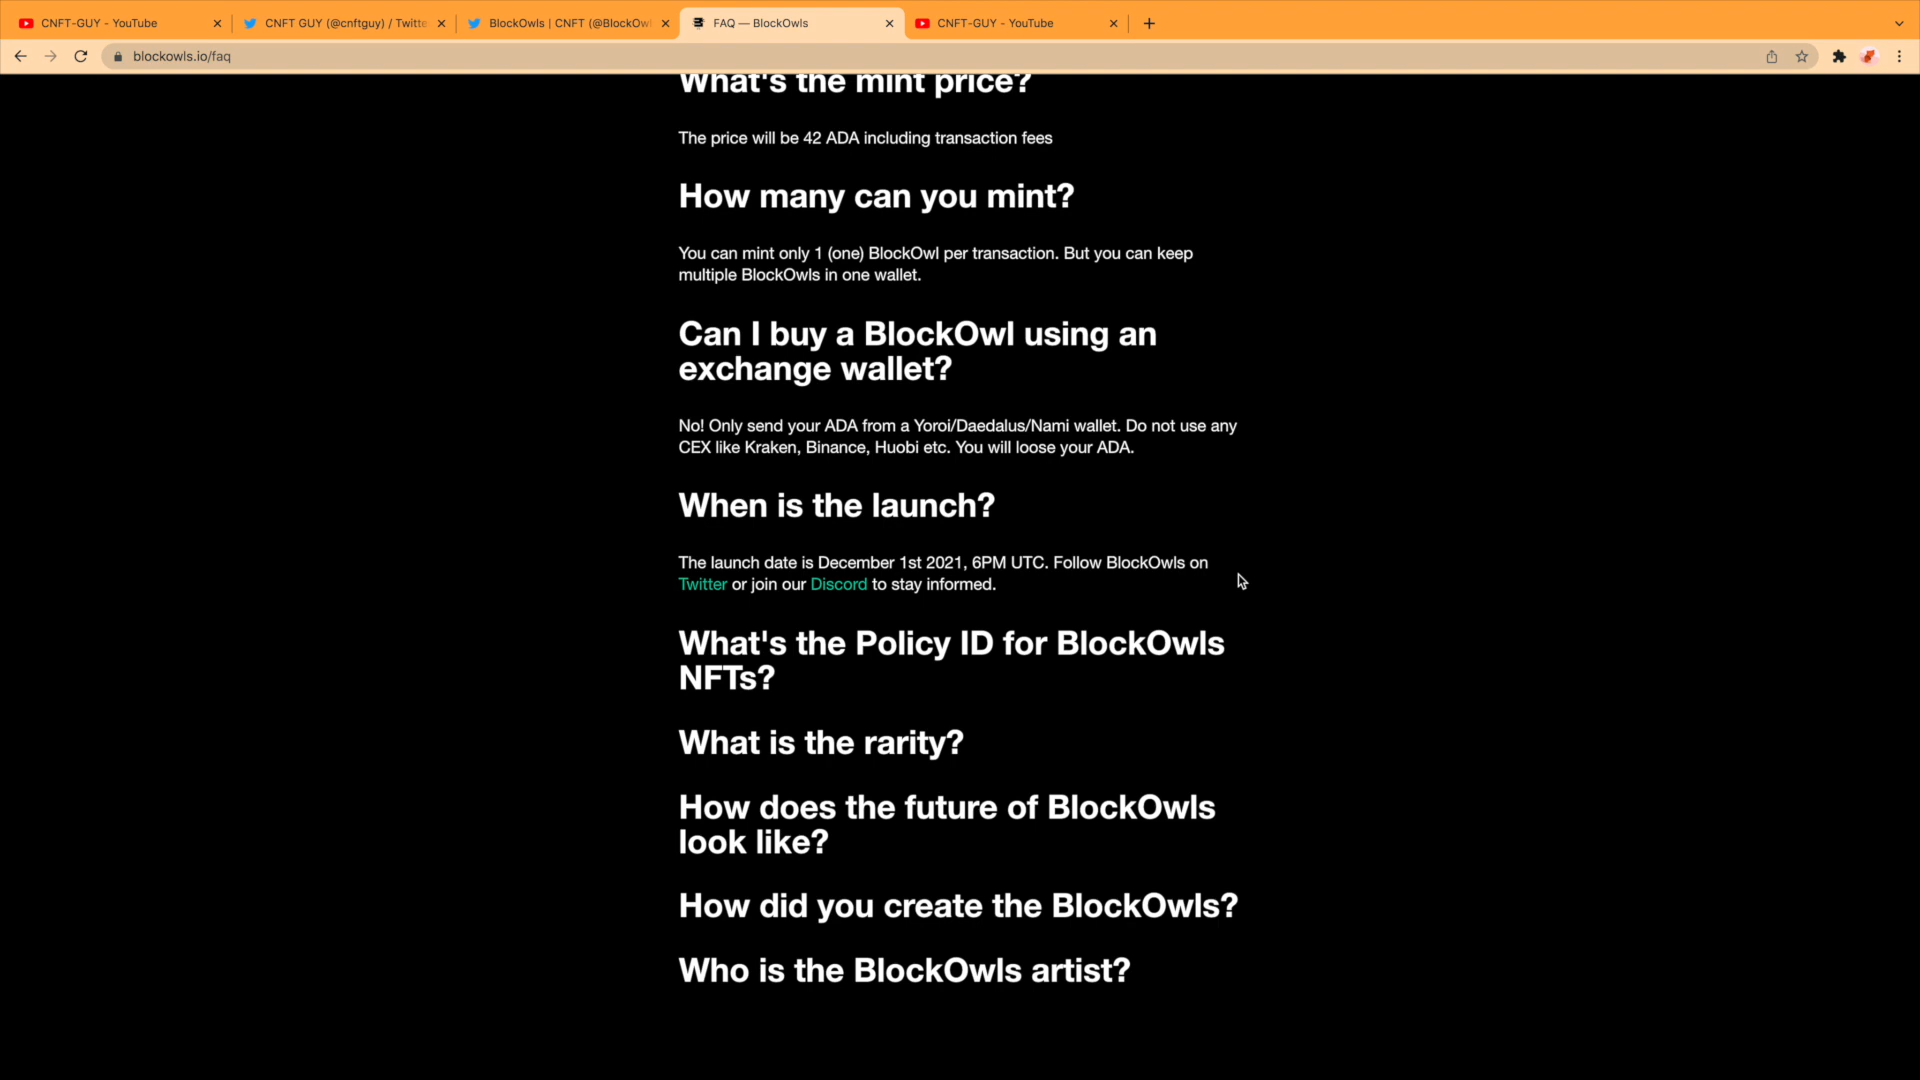 CNFT-GUY - YouTube
CNFT GUY (@cnftguy) / Twitte
BlockOwls | CNFT (@BlockOw
FAQ — BlockOwls
CNFT-GUY - YouTube
blockowls.io/faq
What's the mint price?
The price will be 42 ADA including transaction fees
How many can you mint?
You can mint only 1 (one) BlockOwl per transaction. But you can keep
multiple BlockOwls in one wallet.
Can I buy a BlockOwl using an
exchange wallet?
No! Only send your ADA from a Yoroi/Daedalus/Nami wallet. Do not use any
CEX like Kraken, Binance, Huobi etc. You will loose your ADA.
When is the launch?
The launch date is December 1st 2021, 6PM UTC. Follow BlockOwls on
Twitter or join our Discord to stay informed.
What's the Policy ID for BlockOwls
NFTs?
What is the rarity?
How does the future of BlockOwls
look like?
How did you create the BlockOwls?
Who is the BlockOwls artist?